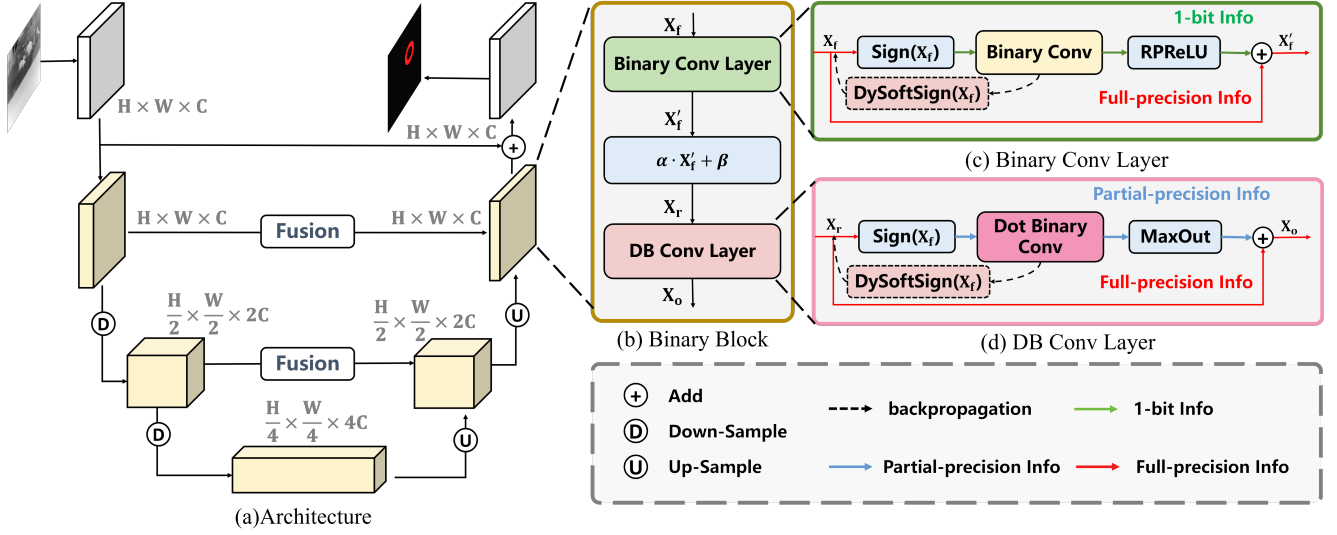 H × W × C
H × W × C
+
H × W × C
Fusion
H × W × C
D
H/2 × W/2 × 2C
Fusion
H/2 × W/2 × 2C
U
D
H/4 × W/4 × 4C
U
(a)Architecture
X_f
Binary Conv Layer
X′_f
α · X′_f + β
X_r
DB Conv Layer
X_o
(b) Binary Block
1-bit Info
X_f
Sign(X_f)
Binary Conv
RPReLU
+
X′_f
DySoftSign(X_f)
Full-precision Info
(c) Binary Conv Layer
Partial-precision Info
X_r
Sign(X_f)
Dot Binary
Conv
MaxOut
+
X_o
DySoftSign(X_f)
Full-precision Info
(d) DB Conv Layer
+ Add
D Down-Sample
U Up-Sample
backpropagation
1-bit Info
Partial-precision Info
Full-precision Info